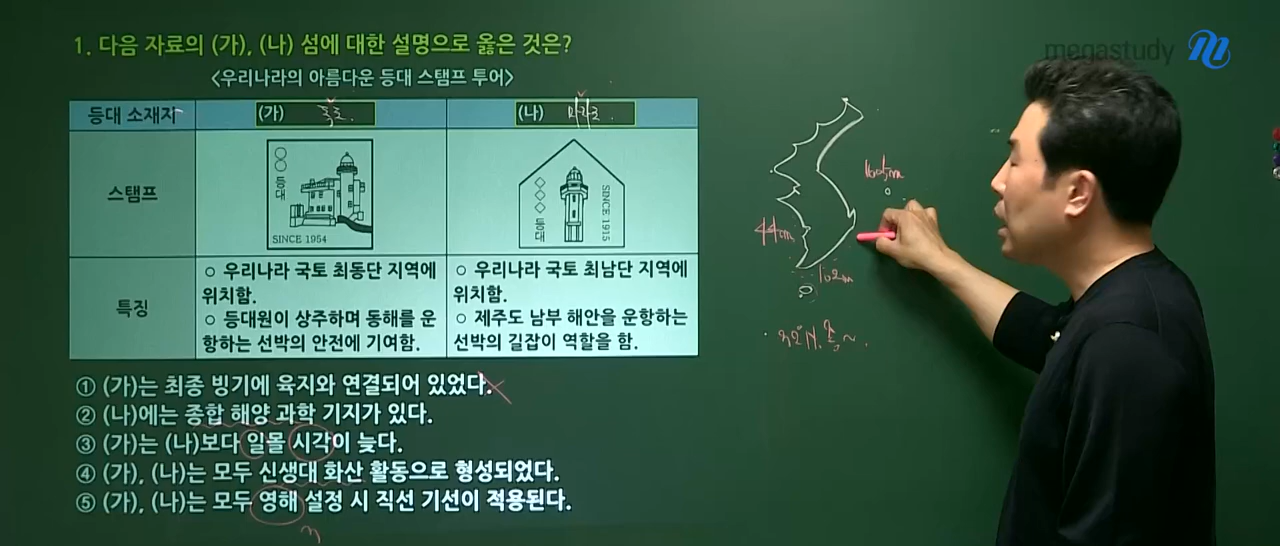 megastudy
1. 다음 자료의 (가), (나) 섬에 대한 설명으로 옳은 것은?
<우리나라의 아름다운 등대 스탬프 투어>
등대 소재지 (가) 독도 (나) 마라도
스탬프
○○등대
SINCE 1954
◇◇◇등대
SINCE 1915
특징
○ 우리나라 국토 최동단 지역에
위치함.
○ 등대원이 상주하며 동해를 운
항하는 선박의 안전에 기여함.
○ 우리나라 국토 최남단 지역에
위치함.
○ 제주도 남부 해안을 운항하는
선박의 길잡이 역할을 함.
① (가)는 최종 빙기에 육지와 연결되어 있었다.
② (나)에는 종합 해양 과학 기지가 있다.
③ (가)는 (나)보다 일몰 시각이 늦다.
④ (가), (나)는 모두 신생대 화산 활동으로 형성되었다.
⑤ (가), (나)는 모두 영해 설정 시 직선 기선이 적용된다.
44m
102m